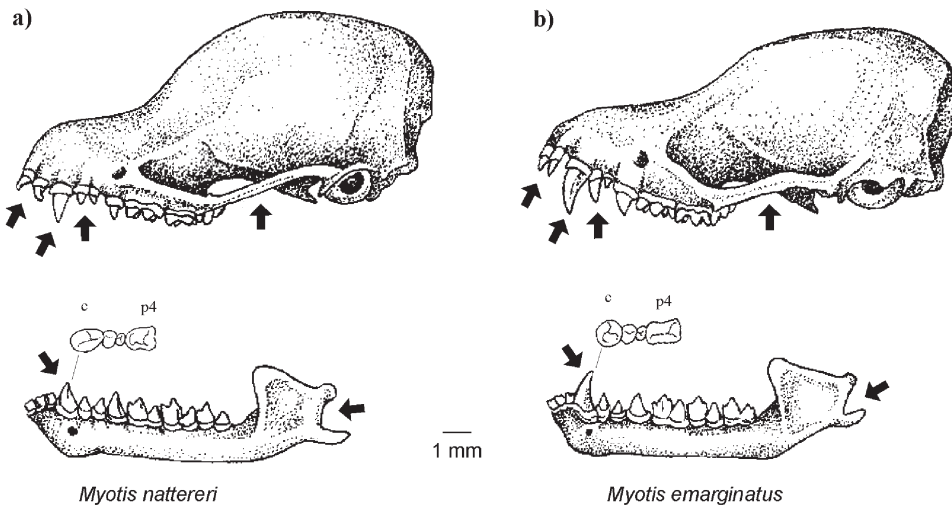 a)
b)
c p4
c p4
1 mm
Myotis nattereri
Myotis emarginatus